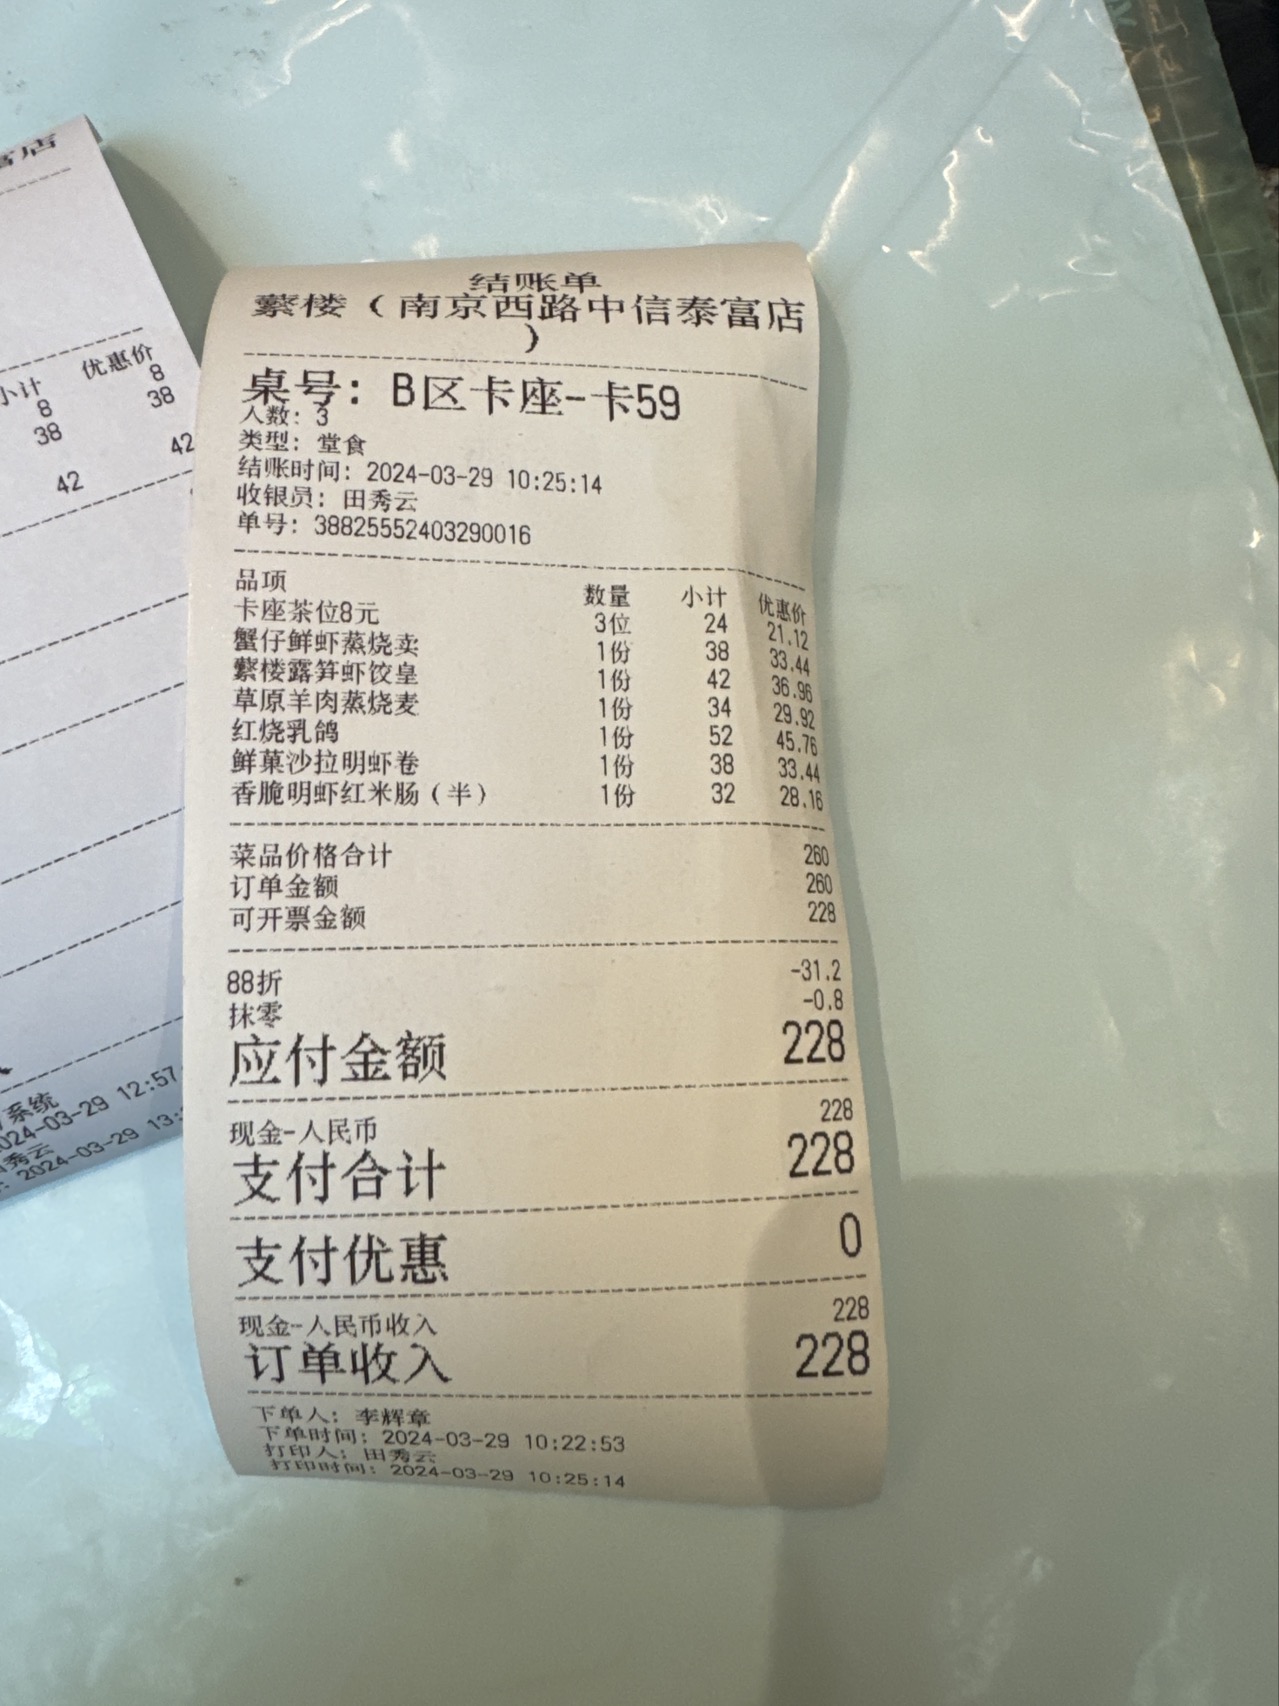 富店
小计 优惠价
8 8
38 38
42 42
系统
024-03-29 12:57
秀云
: 2024-03-29 13:
结账单
蘩楼（南京西路中信泰富店
）
桌号: B区卡座-卡59
人数: 3
类型: 堂食
结账时间: 2024-03-29 10:25:14
收银员: 田秀云
单号: 38825552403290016
品项 数量 小计 优惠价
卡座茶位8元 3位 24 21.12
蟹仔鲜虾蒸烧卖 1份 38 33.44
蘩楼露笋虾饺皇 1份 42 36.96
草原羊肉蒸烧麦 1份 34 29.92
红烧乳鸽 1份 52 45.76
鲜菓沙拉明虾卷 1份 38 33.44
香脆明虾红米肠（半） 1份 32 28.16
菜品价格合计 260
订单金额 260
可开票金额 228
88折 -31.2
抹零 -0.8
应付金额 228
现金-人民币 228
支付合计 228
支付优惠 0
现金-人民币收入 228
订单收入 228
下单人: 李辉章
下单时间: 2024-03-29 10:22:53
打印人: 田秀云
打印时间: 2024-03-29 10:25:14